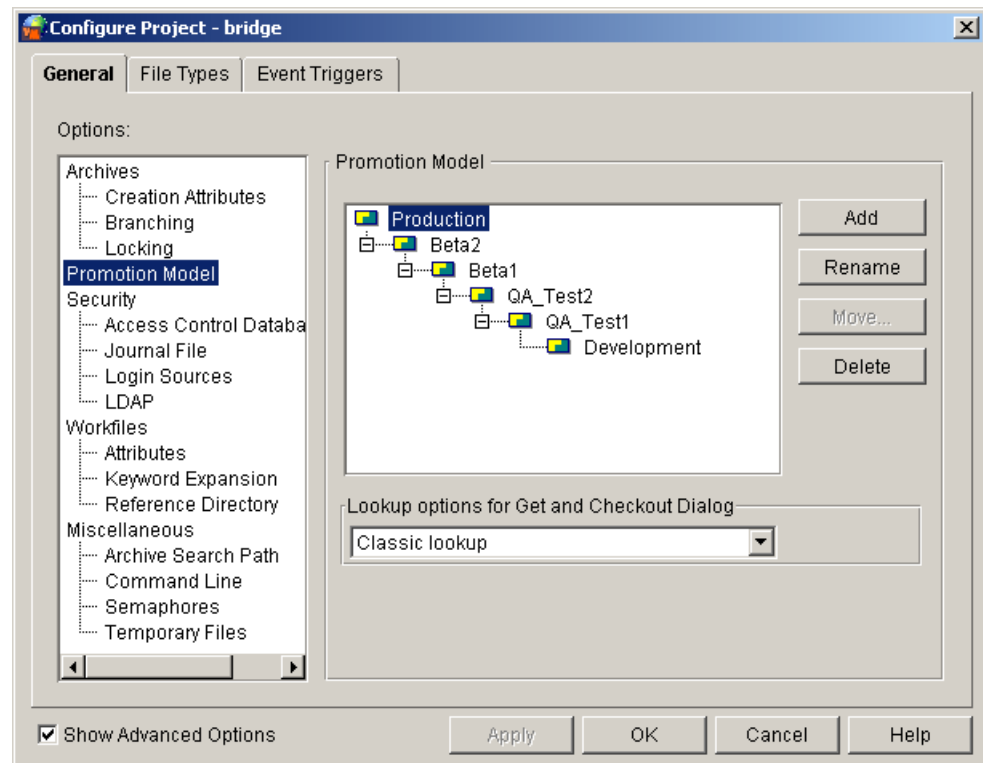 Configure Project - bridge
General
File Types
Event Triggers
Options:
Archives
Creation Attributes
Branching
Locking
Promotion Model
Security
Access Control Databa
Journal File
Login Sources
LDAP
Workfiles
Attributes
Keyword Expansion
Reference Directory
Miscellaneous
Archive Search Path
Command Line
Semaphores
Temporary Files
Promotion Model
Production
Beta2
Beta1
QA_Test2
QA_Test1
Development
Add
Rename
Move...
Delete
Lookup options for Get and Checkout Dialog
Classic lookup
Show Advanced Options
Apply
OK
Cancel
Help